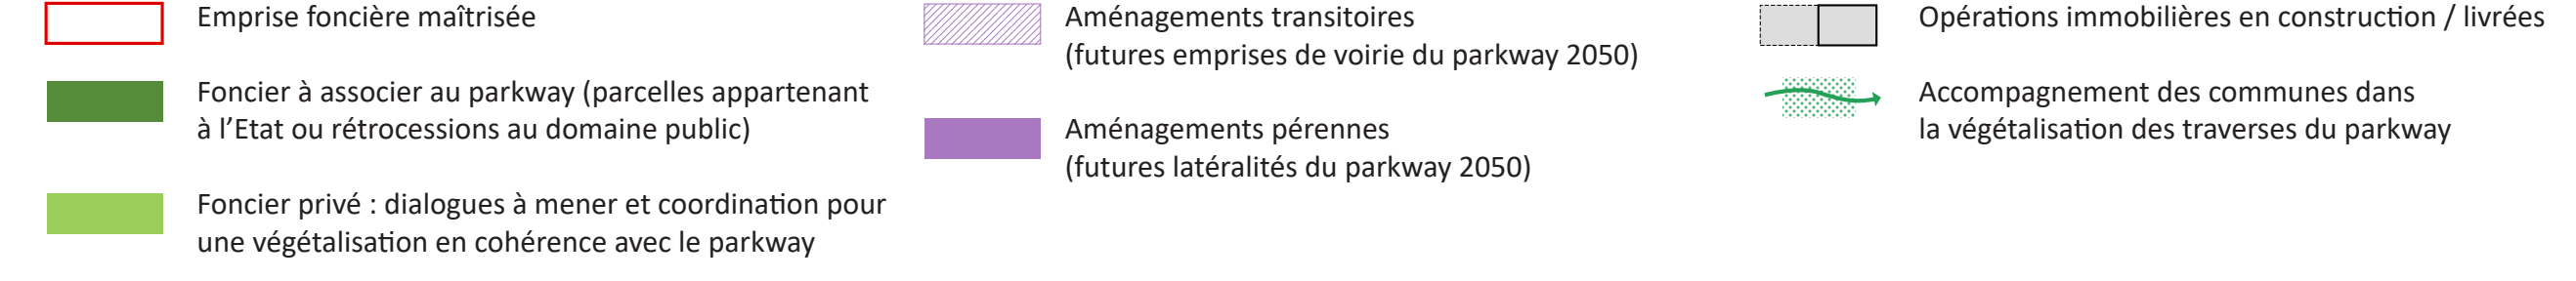 Emprise foncière maîtrisée
Foncier à associer au parkway (parcelles appartenant
à l'Etat ou rétrocessions au domaine public)
Foncier privé : dialogues à mener et coordination pour
une végétalisation en cohérence avec le parkway
Aménagements transitoires
(futures emprises de voirie du parkway 2050)
Aménagements pérennes
(futures latéralités du parkway 2050)
Opérations immobilières en construction / livrées
Accompagnement des communes dans
la végétalisation des traverses du parkway